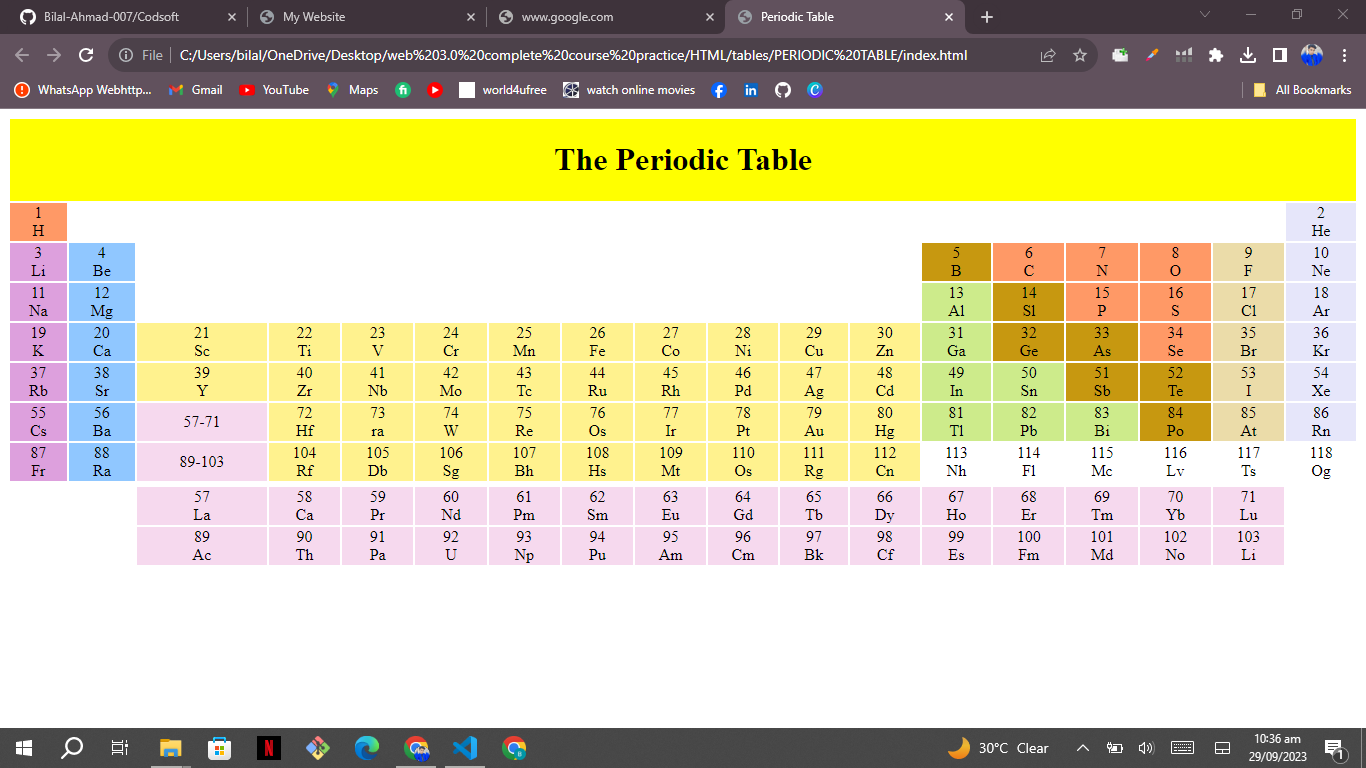 Bilal-Ahmad-007/Codsoft My Website www.google.com Periodic Table
File C:/Users/bilal/OneDrive/Desktop/web%203.0%20complete%20course%20practice/HTML/tables/PERIODIC%20TABLE/index.html
WhatsApp Webhttp... Gmail YouTube Maps fi world4ufree watch online movies All Bookmarks
The Periodic Table
1 2
H He
3 4 5 6 7 8 9 10
Li Be B C N O F Ne
11 12 13 14 15 16 17 18
Na Mg Al Sl P S Cl Ar
19 20 21 22 23 24 25 26 27 28 29 30 31 32 33 34 35 36
K Ca Sc Ti V Cr Mn Fe Co Ni Cu Zn Ga Ge As Se Br Kr
37 38 39 40 41 42 43 44 45 46 47 48 49 50 51 52 53 54
Rb Sr Y Zr Nb Mo Tc Ru Rh Pd Ag Cd In Sn Sb Te I Xe
55 56 57-71 72 73 74 75 76 77 78 79 80 81 82 83 84 85 86
Cs Ba Hf ra W Re Os Ir Pt Au Hg Tl Pb Bi Po At Rn
87 88 89-103 104 105 106 107 108 109 110 111 112 113 114 115 116 117 118
Fr Ra Rf Db Sg Bh Hs Mt Os Rg Cn Nh Fl Mc Lv Ts Og
57 58 59 60 61 62 63 64 65 66 67 68 69 70 71
La Ca Pr Nd Pm Sm Eu Gd Tb Dy Ho Er Tm Yb Lu
89 90 91 92 93 94 95 96 97 98 99 100 101 102 103
Ac Th Pa U Np Pu Am Cm Bk Cf Es Fm Md No Li
30°C Clear 10:36 am
29/09/2023 1